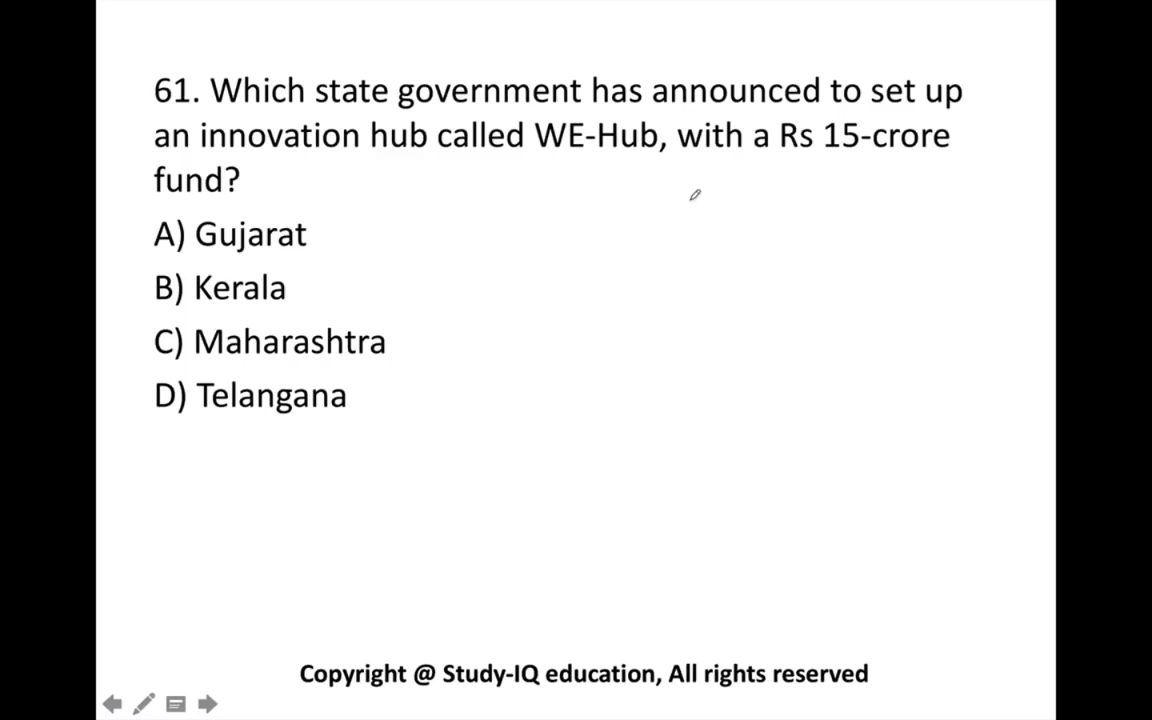 61. Which state government has announced to set up
an innovation hub called WE-Hub, with a Rs 15-crore
fund?
A) Gujarat
B) Kerala
C) Maharashtra
D) Telangana
Copyright @ Study-IQ education, All rights reserved